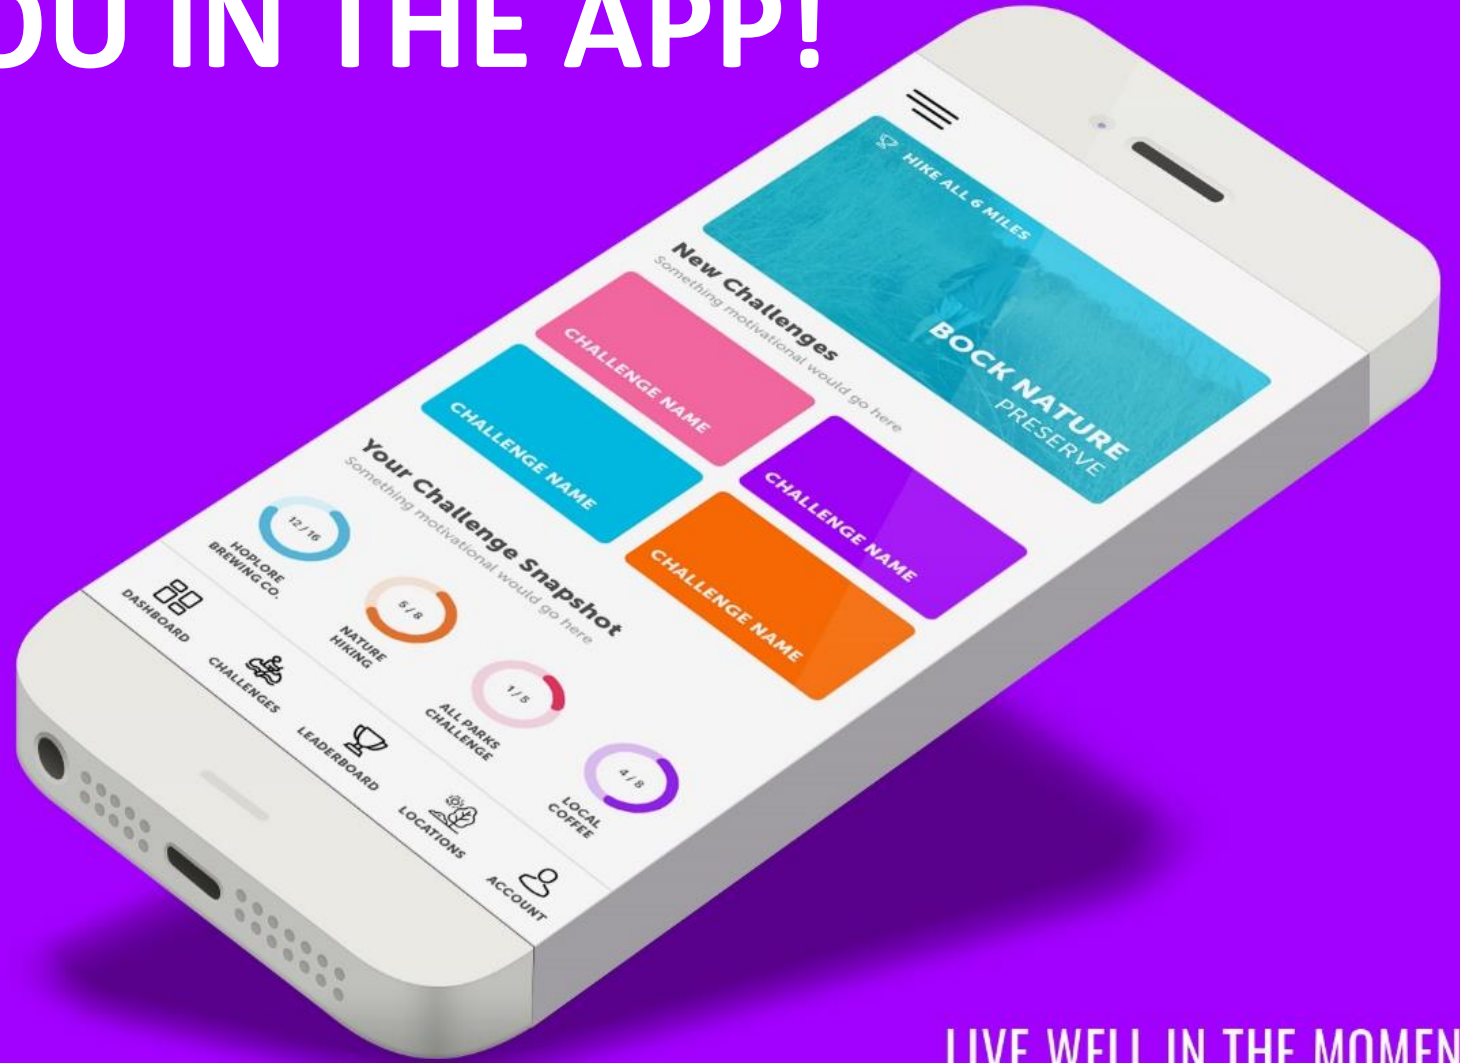 OU IN THE APP!
HIKE ALL 6 MILES
BOCK NATURE
PRESERVE
New Challenges
Something motivational would go here
CHALLENGE NAME
CHALLENGE NAME
CHALLENGE NAME
CHALLENGE NAME
Your Challenge Snapshot
Something motivational would go here
12/16
HOPLORE
BREWING CO.
5/8
NATURE
HIKING
1/5
ALL PARKS
CHALLENGE
4/8
LOCAL
COFFEE
DASHBOARD
CHALLENGES
LEADERBOARD
LOCATIONS
ACCOUNT
LIVE WELL IN THE MOMEN